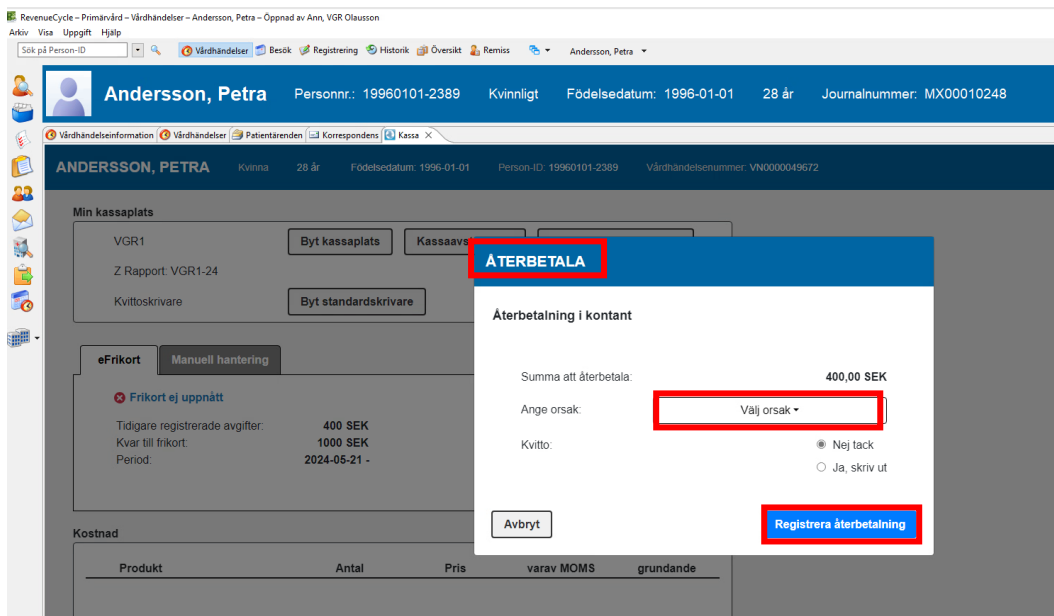 RevenueCycle – Primärvård – Vårdhändelser – Andersson, Petra – Öppnad av Ann, VGR Olausson
Arkiv Visa Uppgift Hjälp
Sök på Person-ID Vårdhändelser Besök Registrering Historik Översikt Remiss Andersson, Petra
Andersson, Petra Personnr.: 19960101-2389 Kvinnligt Födelsedatum: 1996-01-01 28 år Journalnummer: MX00010248
Vårdhändelseinformation Vårdhändelser Patientärenden Korrespondens Kassa
ANDERSSON, PETRA Kvinna 28 år Födelsedatum: 1996-01-01 Person-ID: 19960101-2389 Vårdhändelsenummer: VN0000049672
Min kassaplats
VGR1 Byt kassaplats
Z Rapport: VGR1-24
Kvittoskrivare Byt standardskrivare
eFrikort Manuell hantering
Frikort ej uppnått
Tidigare registrerade avgifter: 400 SEK
Kvar till frikort: 1000 SEK
Period: 2024-05-21 -
Kostnad
Produkt Antal Pris varav MOMS grundande
ÅTERBETALA
Återbetalning i kontant
Summa att återbetala: 400,00 SEK
Ange orsak: Välj orsak
Kvitto: Nej tack
Ja, skriv ut
Avbryt Registrera återbetalning